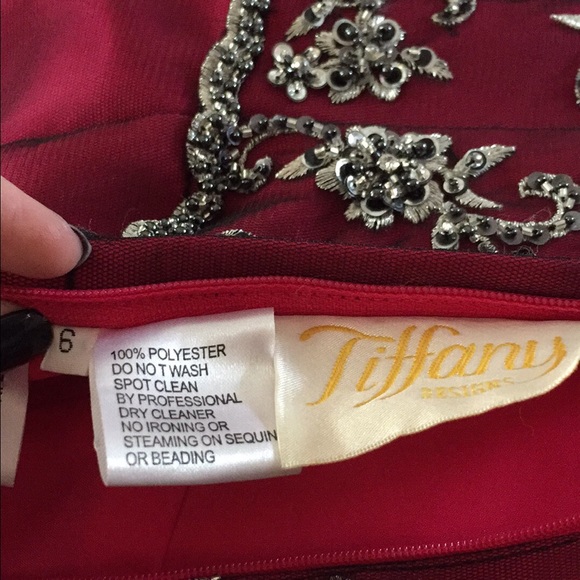 6
100% POLYESTER
DO NOT WASH
SPOT CLEAN
BY PROFESSIONAL
DRY CLEANER
NO IRONING OR
STEAMING ON SEQUIN
OR BEADING
Tiffany
DESIGNS